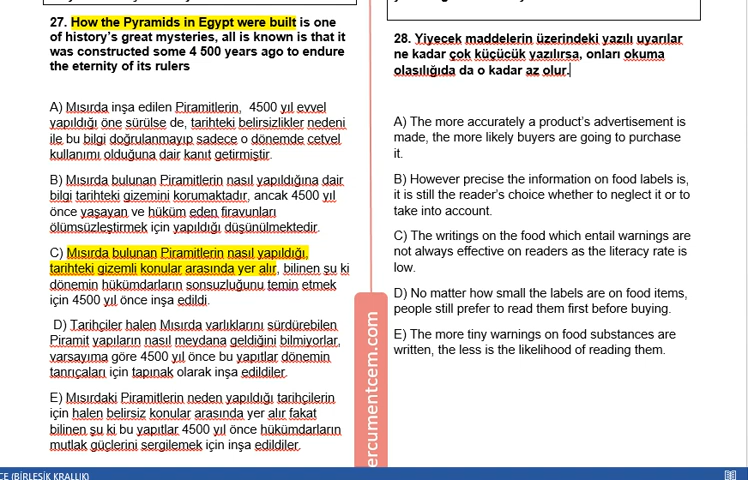 27. How the Pyramids in Egypt were built is one
of history's great mysteries, all is known is that it
was constructed some 4 500 years ago to endure
the eternity of its rulers
A) Mısırda inşa edilen Piramitlerin, 4500 yıl evvel
yapıldığı öne sürülse de, tarihteki belirsizlikler nedeni
ile bu bilgi doğrulanmayıp sadece o dönemde cetvel
kullanımı olduğuna dair kanıt getirmiştir.
B) Mısırda bulunan Piramitlerin nasıl yapıldığına dair
bilgi tarihteki gizemini korumaktadır, ancak 4500 yıl
önce yaşayan ve hüküm eden firavunları
ölümsüzleştirmek için yapıldığı düşünülmektedir.
C) Mısırda bulunan Piramitlerin nasıl yapıldığı,
tarihteki gizemli konular arasında yer alır, bilinen şu ki
dönemin hükümdarların sonsuzluğunu temin etmek
için 4500 yıl önce inşa edildi.
D) Tarihçiler halen Mısırda varlıklarını sürdürebilen
Piramit yapıların nasıl meydana geldiğini bilmiyorlar,
varsayıma göre 4500 yıl önce bu yapıtlar dönemin
tanrıçaları için tapınak olarak inşa edildiler.
E) Mısırdaki Piramitlerin neden yapıldığı tarihçilerin
için halen belirsiz konular arasında yer alır fakat
bilinen şu ki bu yapıtlar 4500 yıl önce hükümdarların
mutlak güçlerini sergilemek için inşa edildiler.
28. Yiyecek maddelerin üzerindeki yazılı uyarılar
ne kadar çok küçücük yazılırsa, onları okuma
olasılığıda da o kadar az olur.
A) The more accurately a product's advertisement is
made, the more likely buyers are going to purchase
it.
B) However precise the information on food labels is,
it is still the reader's choice whether to neglect it or to
take into account.
C) The writings on the food which entail warnings are
not always effective on readers as the literacy rate is
low.
D) No matter how small the labels are on food items,
people still prefer to read them first before buying.
E) The more tiny warnings on food substances are
written, the less is the likelihood of reading them.
ercumentcem.com
CE (BİRLEŞİK KRALLIK)